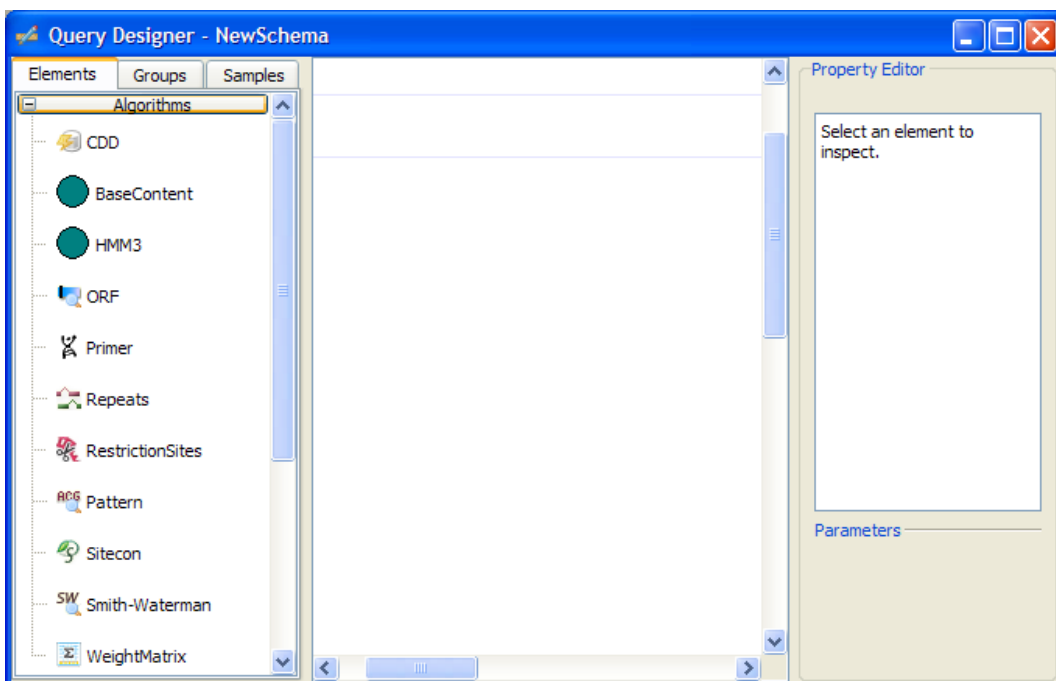 Query Designer - NewSchema
Elements Groups Samples
Algorithms
CDD
BaseContent
HMM3
ORF
Primer
Repeats
RestrictionSites
ACG Pattern
Sitecon
SW Smith-Waterman
Σ WeightMatrix
Property Editor
Select an element to
inspect.
Parameters